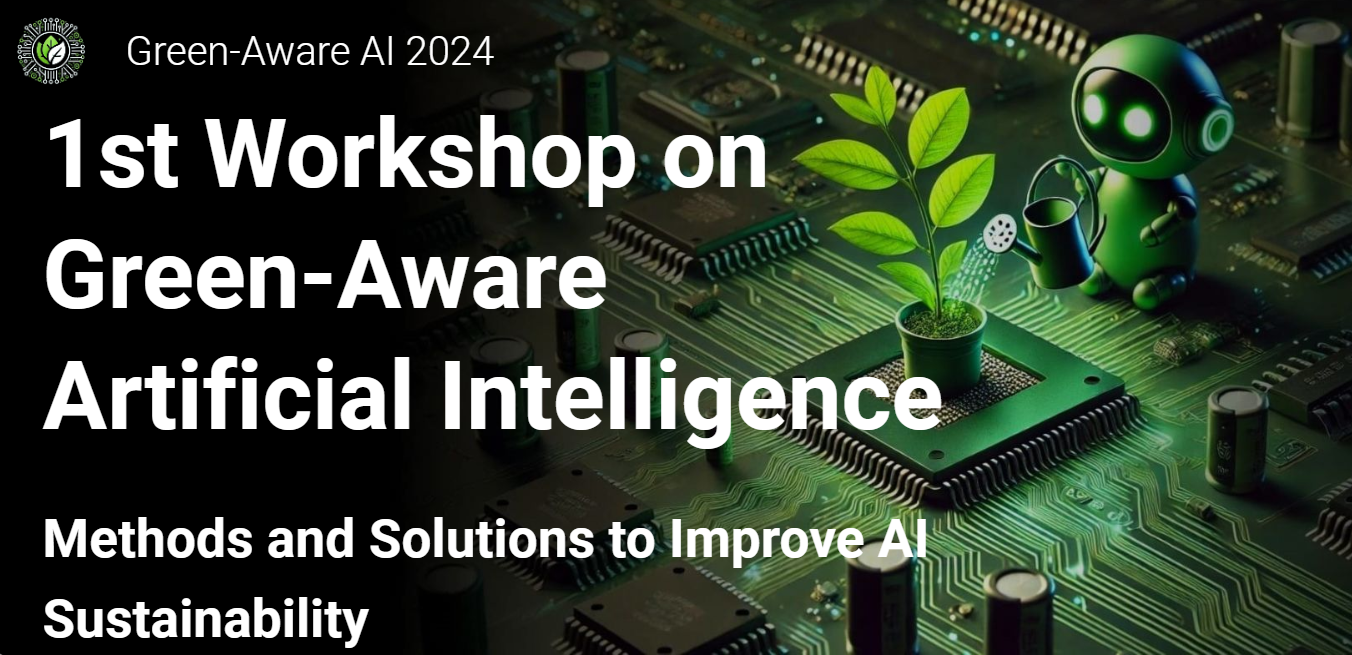 Green-Aware AI 2024
1st Workshop on
Green-Aware
Artificial Intelligence
Methods and Solutions to Improve AI
Sustainability